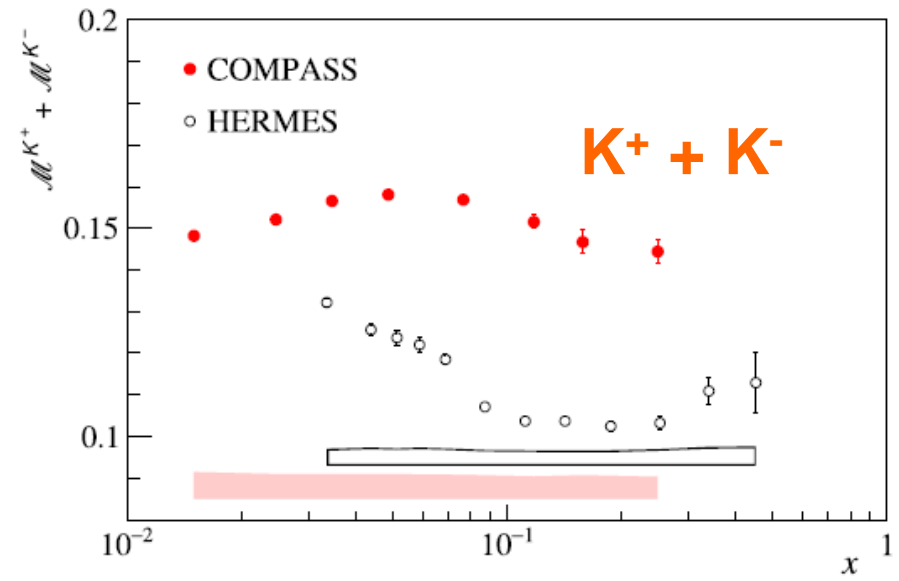 0.2
ℳ^K⁺ + ℳ^K⁻
COMPASS
HERMES
K⁺ + K⁻
0.15
0.1
10⁻²
10⁻¹
1
x